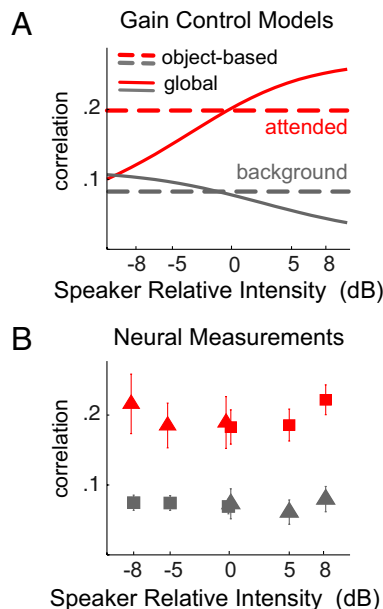 A
Gain Control Models
object-based
global
correlation
.2
.1
attended
background
-8 -5 0 5 8
Speaker Relative Intensity (dB)
B
Neural Measurements
correlation
.2
.1
-8 -5 0 5 8
Speaker Relative Intensity (dB)